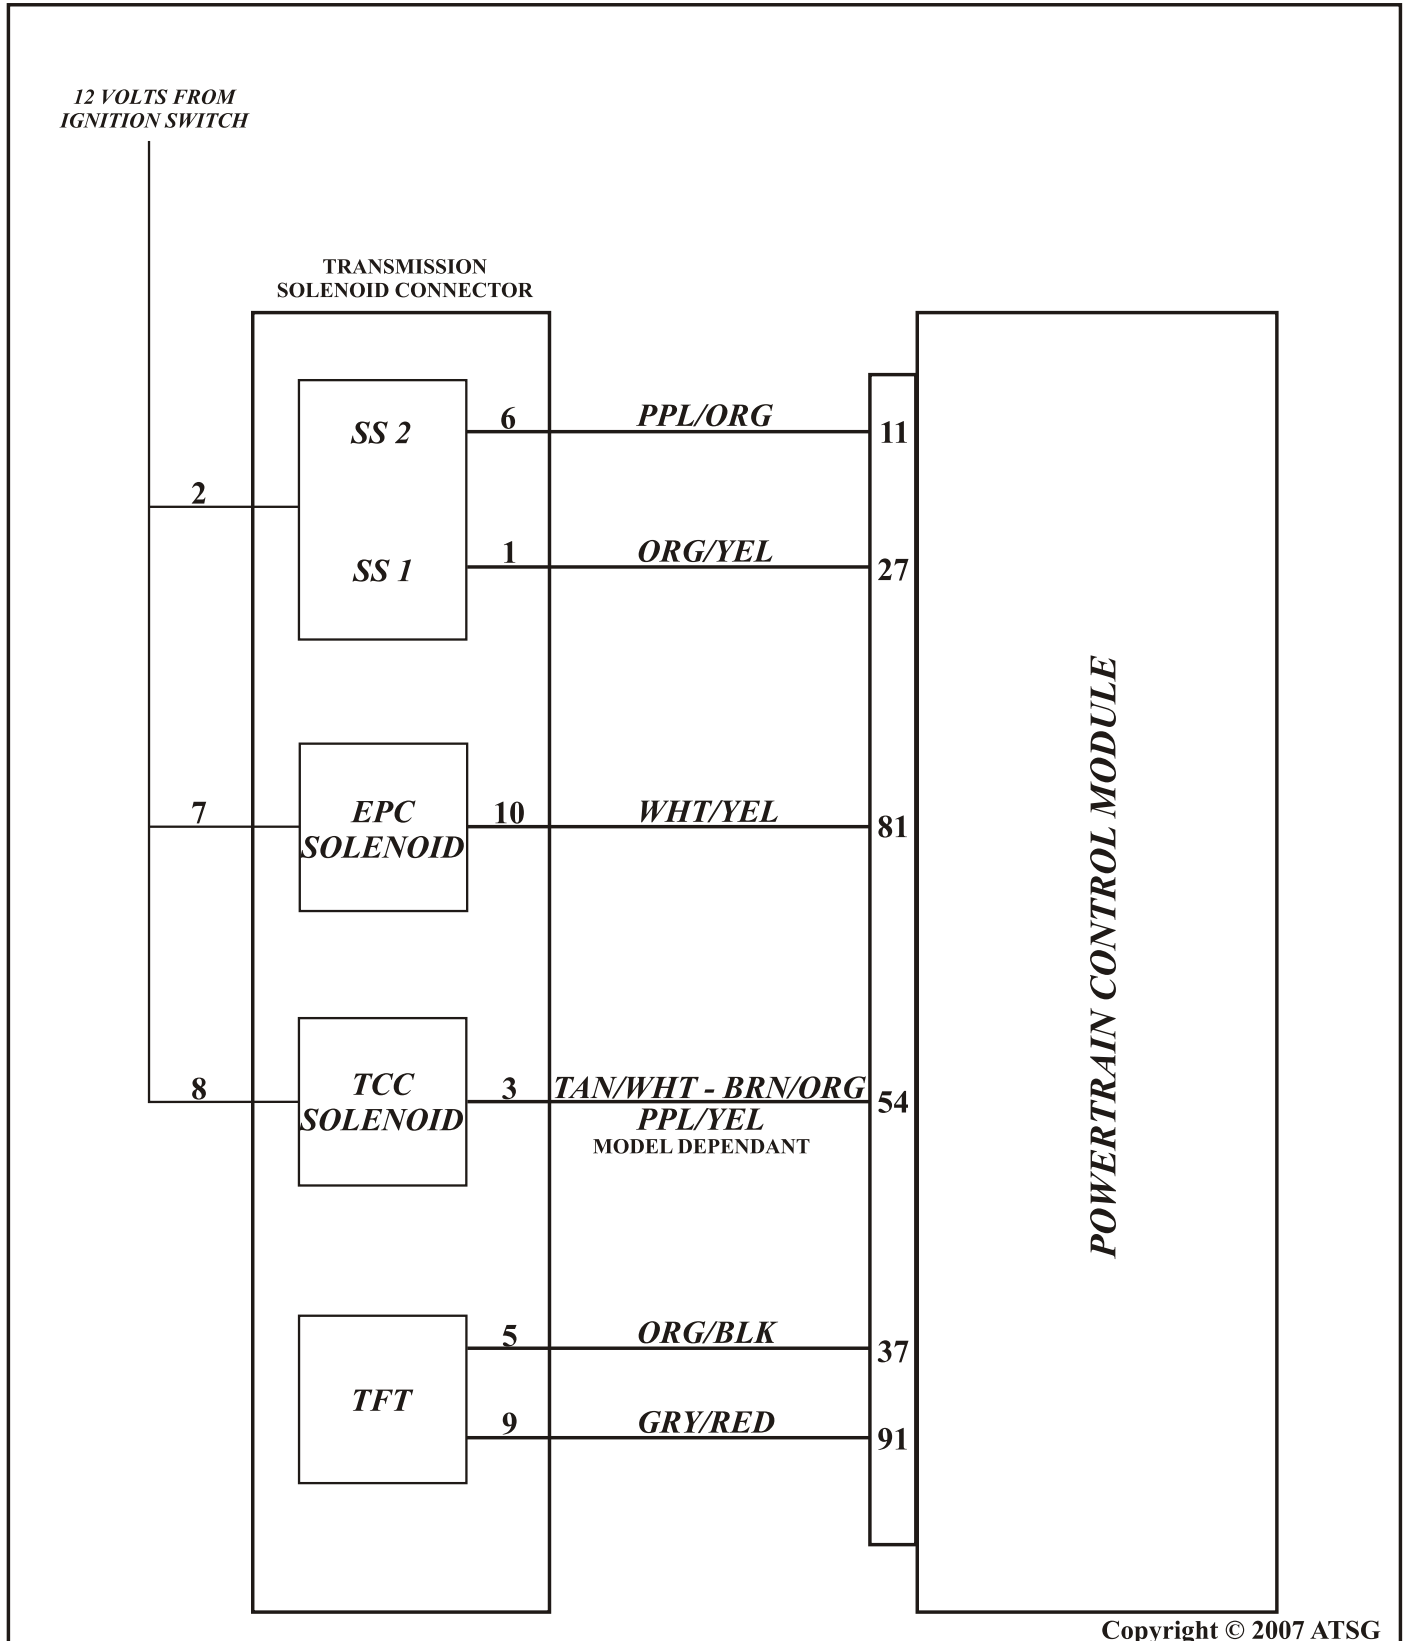 12 VOLTS FROM
IGNITION SWITCH
TRANSMISSION
SOLENOID CONNECTOR
SS 2
6
PPL/ORG
11
2
SS 1
1
ORG/YEL
27
7
EPC
SOLENOID
10
WHT/YEL
81
8
TCC
SOLENOID
3
TAN/WHT - BRN/ORG
PPL/YEL
MODEL DEPENDANT
54
TFT
5
ORG/BLK
37
9
GRY/RED
91
POWERTRAIN CONTROL MODULE
Copyright © 2007 ATSG